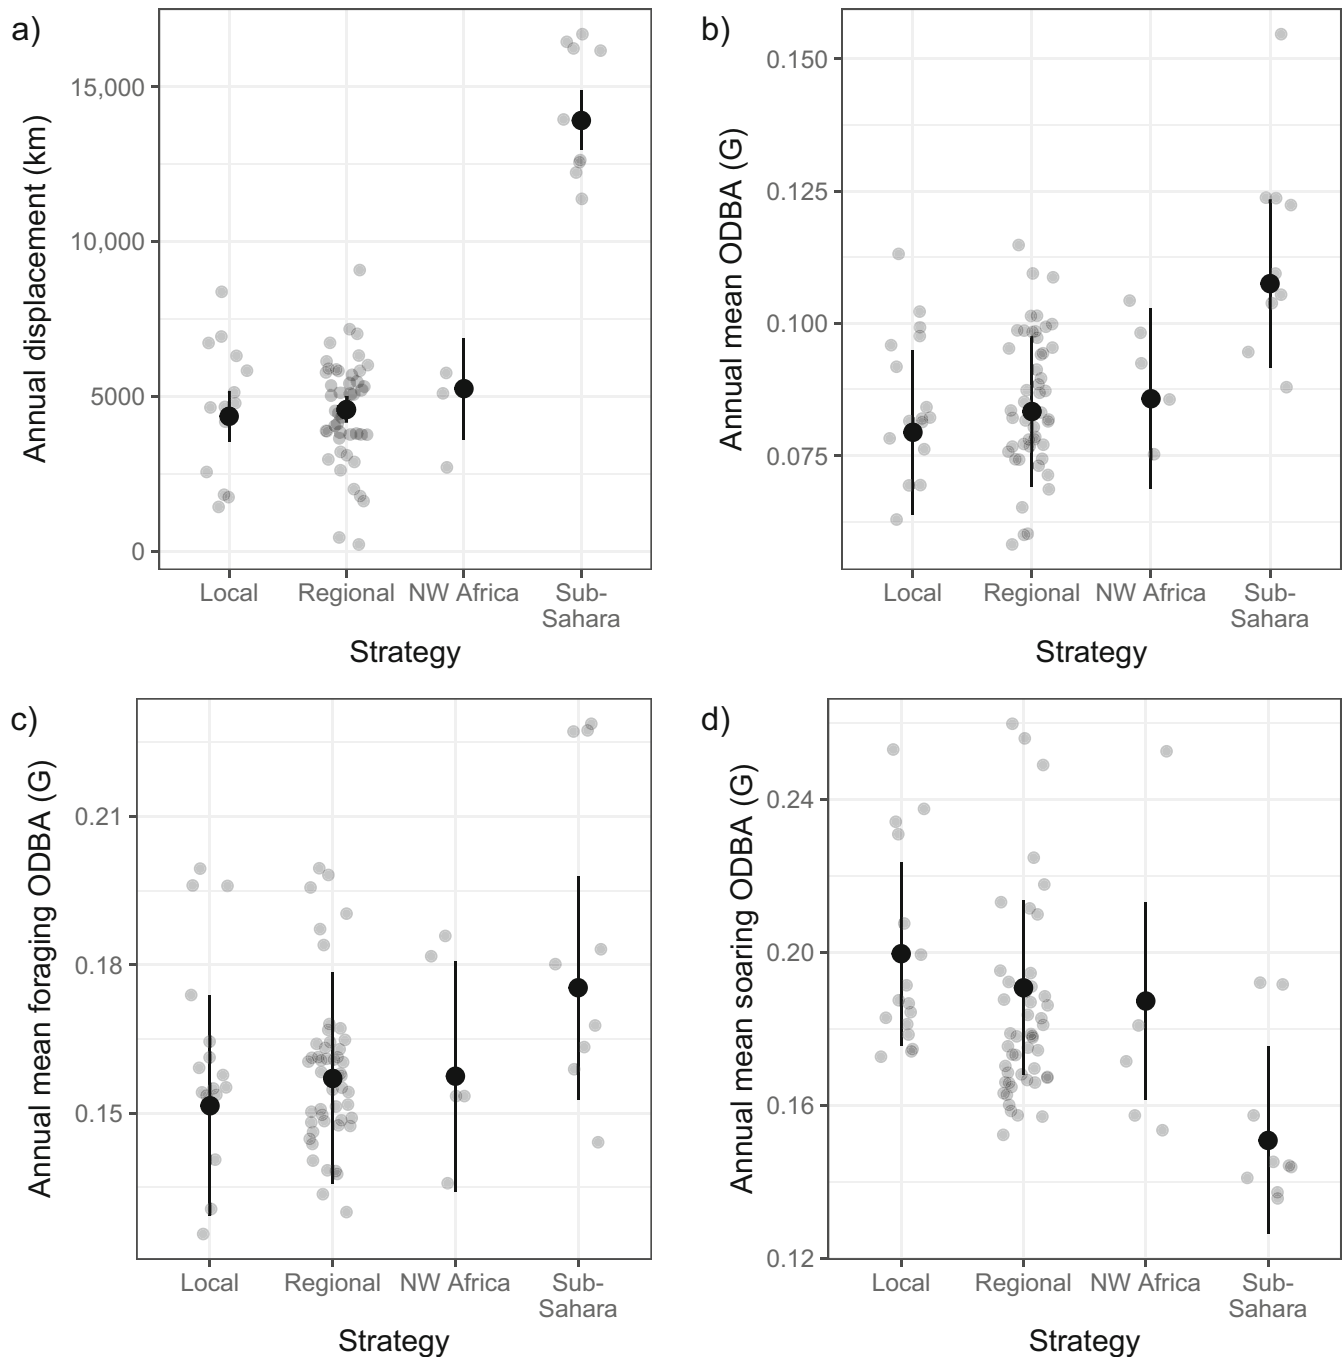 a)
Annual displacement (km)
15,000
10,000
5000
0
Local
Regional
NW Africa
Sub-
Sahara
Strategy
b)
Annual mean ODBA (G)
0.150
0.125
0.100
0.075
Local
Regional
NW Africa
Sub-
Sahara
Strategy
c)
Annual mean foraging ODBA (G)
0.21
0.18
0.15
Local
Regional
NW Africa
Sub-
Sahara
Strategy
d)
Annual mean soaring ODBA (G)
0.24
0.20
0.16
0.12
Local
Regional
NW Africa
Sub-
Sahara
Strategy